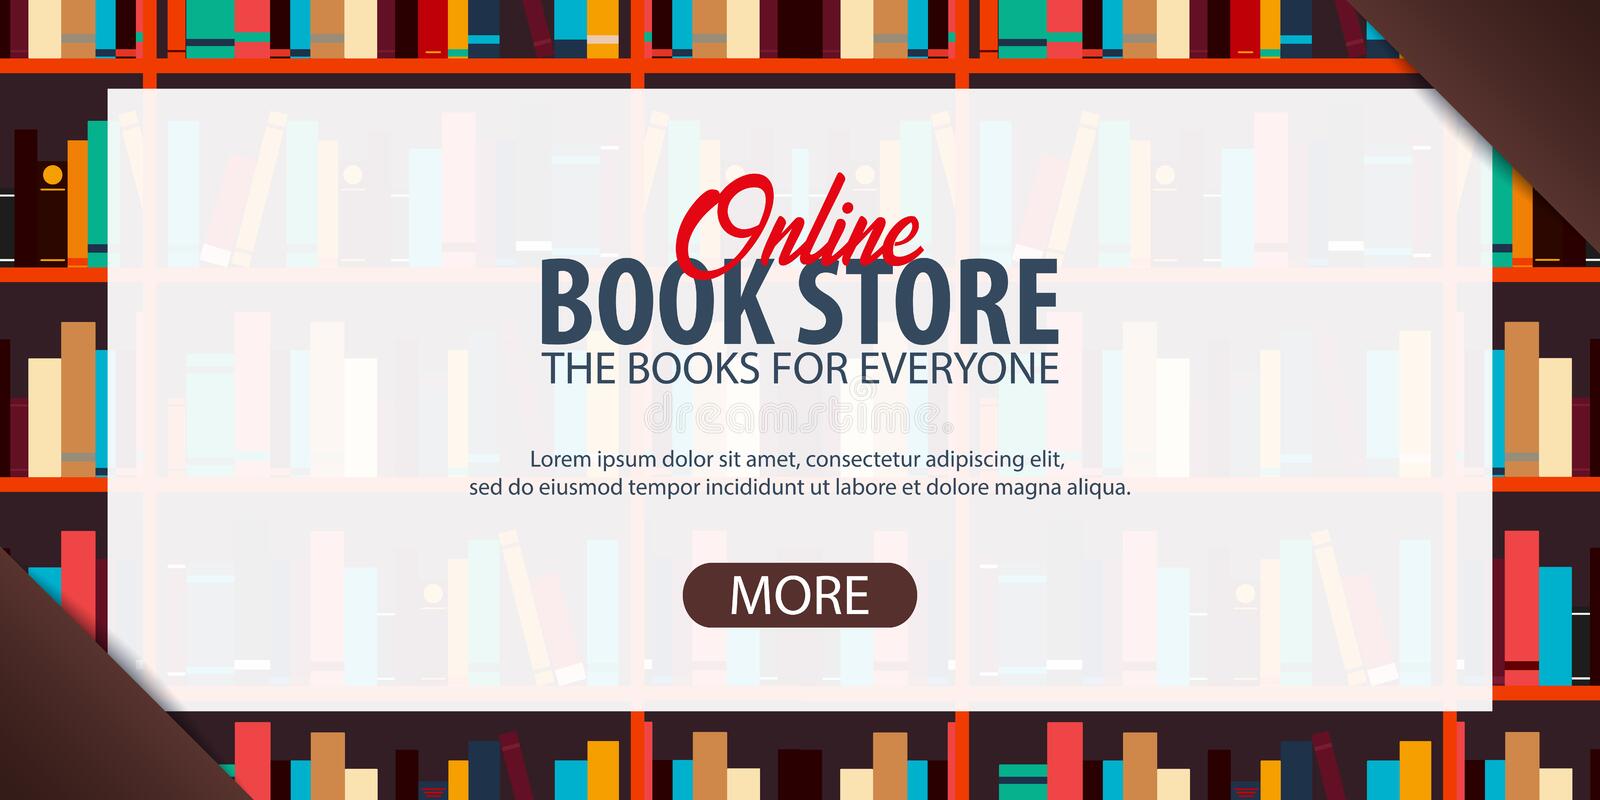 Online
BOOK STORE
THE BOOKS FOR EVERYONE
dreamstime
Lorem ipsum dolor sit amet, consectetur adipiscing elit,
sed do eiusmod tempor incididunt ut labore et dolore magna aliqua.
MORE